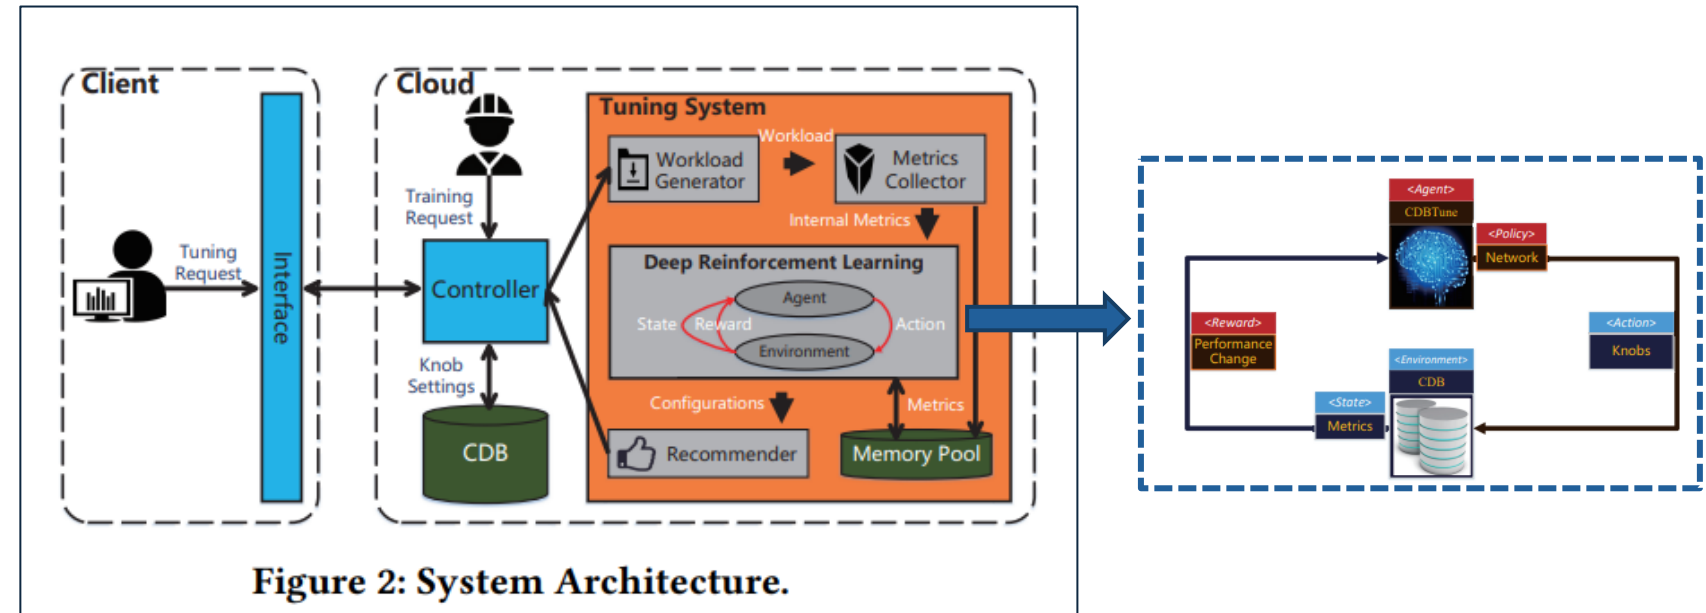 Client
Interface
Tuning
Request
Cloud
Training
Request
Controller
Knob
Settings
CDB
Tuning System
Workload
Generator
Workload
Metrics
Collector
Internal Metrics
Deep Reinforcement Learning
Agent
State
Reward
Action
Environment
Configurations
Metrics
Recommender
Memory Pool
Figure 2: System Architecture.
<Agent>
CDBTune
<Policy>
Network
<Reward>
Performance
Change
<Action>
Knobs
<Environment>
CDB
<State>
Metrics